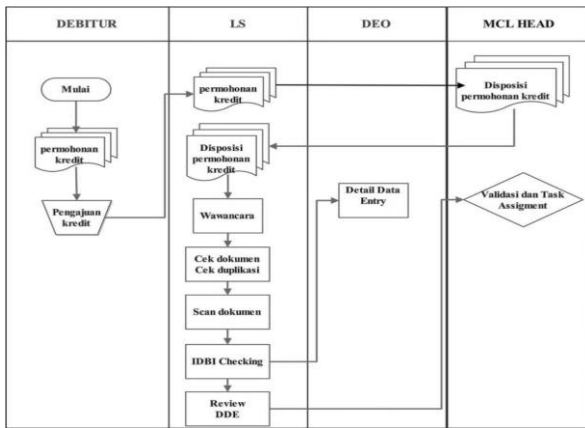 DEBITUR
LS
DEO
MCL HEAD
Mulai
permohonan
kredit
Pengajuan
kredit
permohonan
kredit
Disposisi
permohonan
kredit
Wawancara
Cek dokumen
Cek duplikasi
Scan dokumen
IDBI Checking
Review
DDE
Detail Data
Entry
Disposisi
permohonan kredit
Validasi dan Task
Assigment